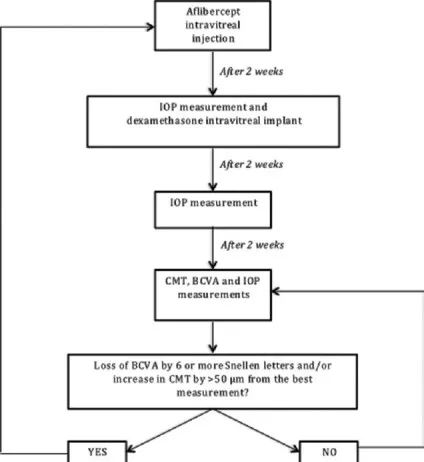 Aflibercept
intravitreal
injection
After 2 weeks
IOP measurement and
dexamethasone intravitreal implant
After 2 weeks
IOP measurement
After 2 weeks
CMT, BCVA and IOP
measurements
Loss of BCVA by 6 or more Snellen letters and/or
increase in CMT by >50 µm from the best
measurement?
YES
NO